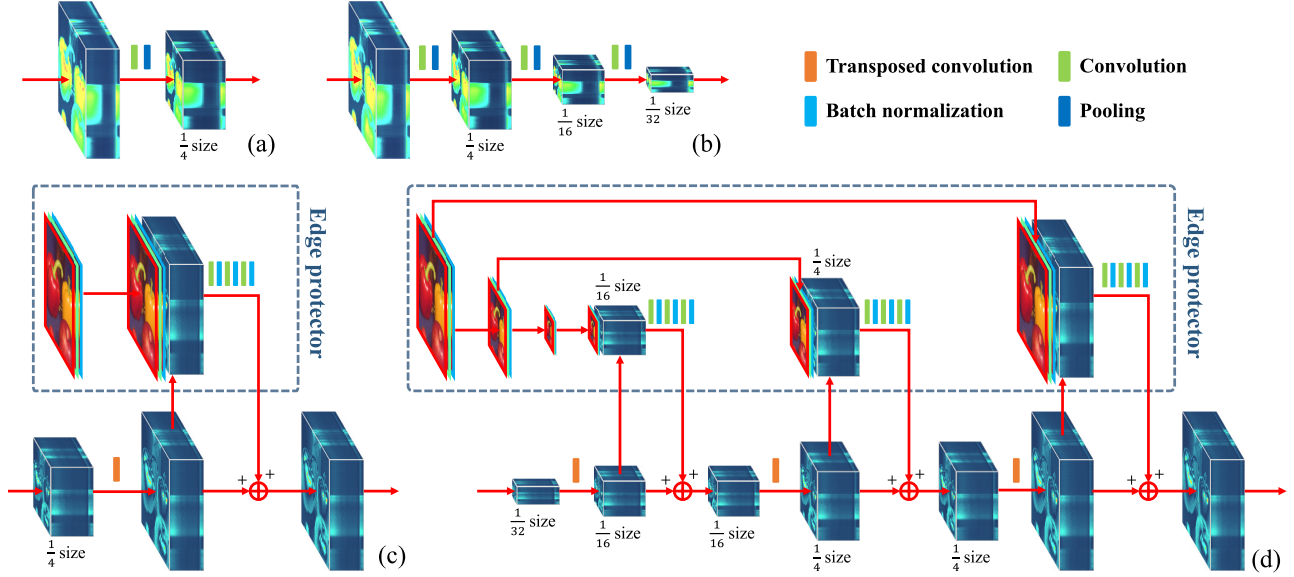 Transposed convolution
Convolution
Batch normalization
Pooling
1/4 size
(a)
1/4 size
1/16 size
1/32 size
(b)
Edge protector
+
+
1/4 size
(c)
Edge protector
1/16 size
1/4 size
+
+
+
+
+
+
1/32 size
1/16 size
1/16 size
1/4 size
1/4 size
(d)